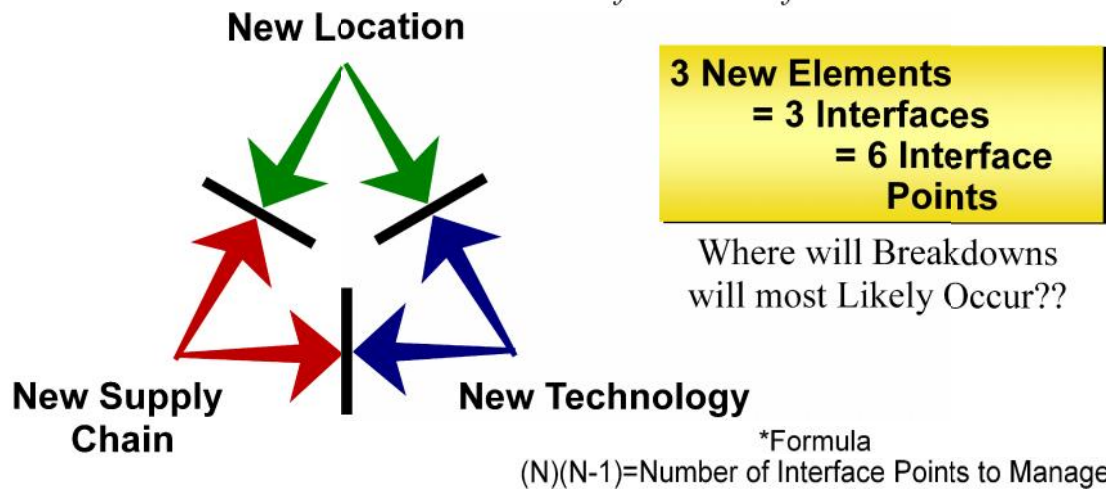 New Location
3 New Elements
= 3 Interfaces
= 6 Interface
Points
Where will Breakdowns
will most Likely Occur??
New Supply
Chain
New Technology
*Formula
(N)(N-1)=Number of Interface Points to Manage